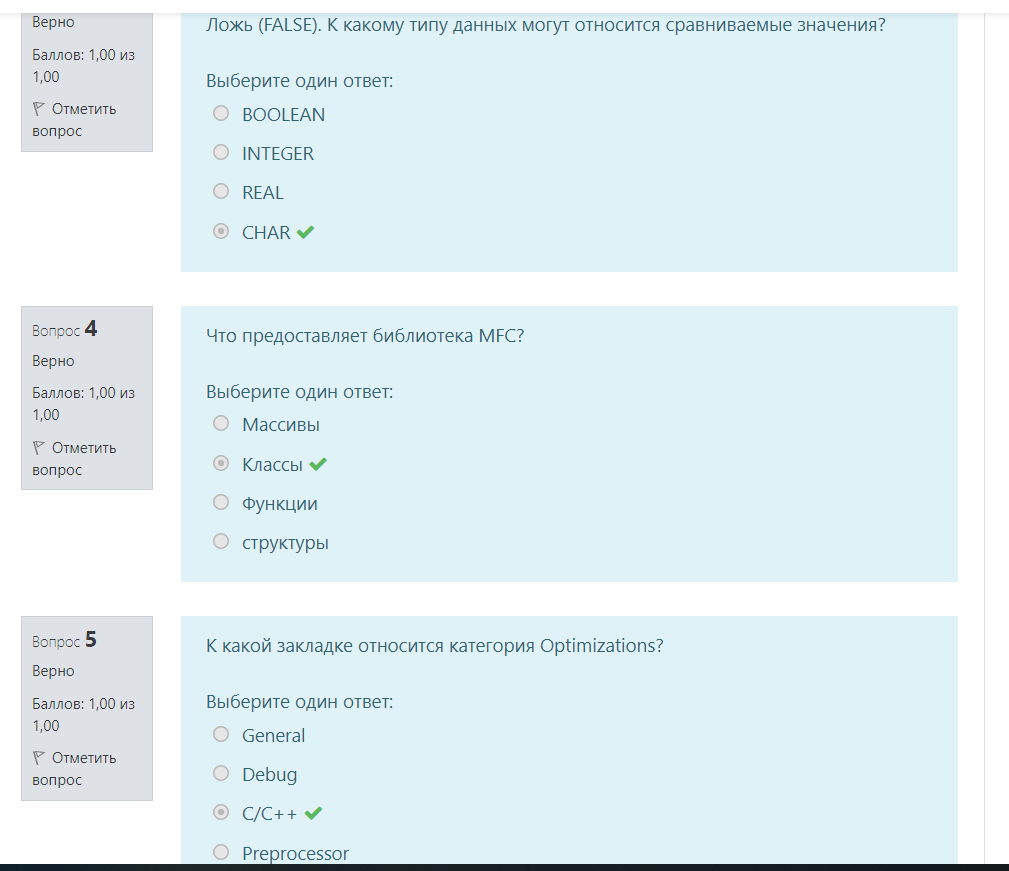 Верно
Баллов: 1,00 из
1,00
Отметить
вопрос
Ложь (FALSE). К какому типу данных могут относится сравниваемые значения?
Выберите один ответ:
BOOLEAN
INTEGER
REAL
CHAR
Вопрос 4
Верно
Баллов: 1,00 из
1,00
Отметить
вопрос
Что предоставляет библиотека MFC?
Выберите один ответ:
Массивы
Классы
Функции
структуры
Вопрос 5
Верно
Баллов: 1,00 из
1,00
Отметить
вопрос
К какой закладке относится категория Optimizations?
Выберите один ответ:
General
Debug
C/C++
Preprocessor